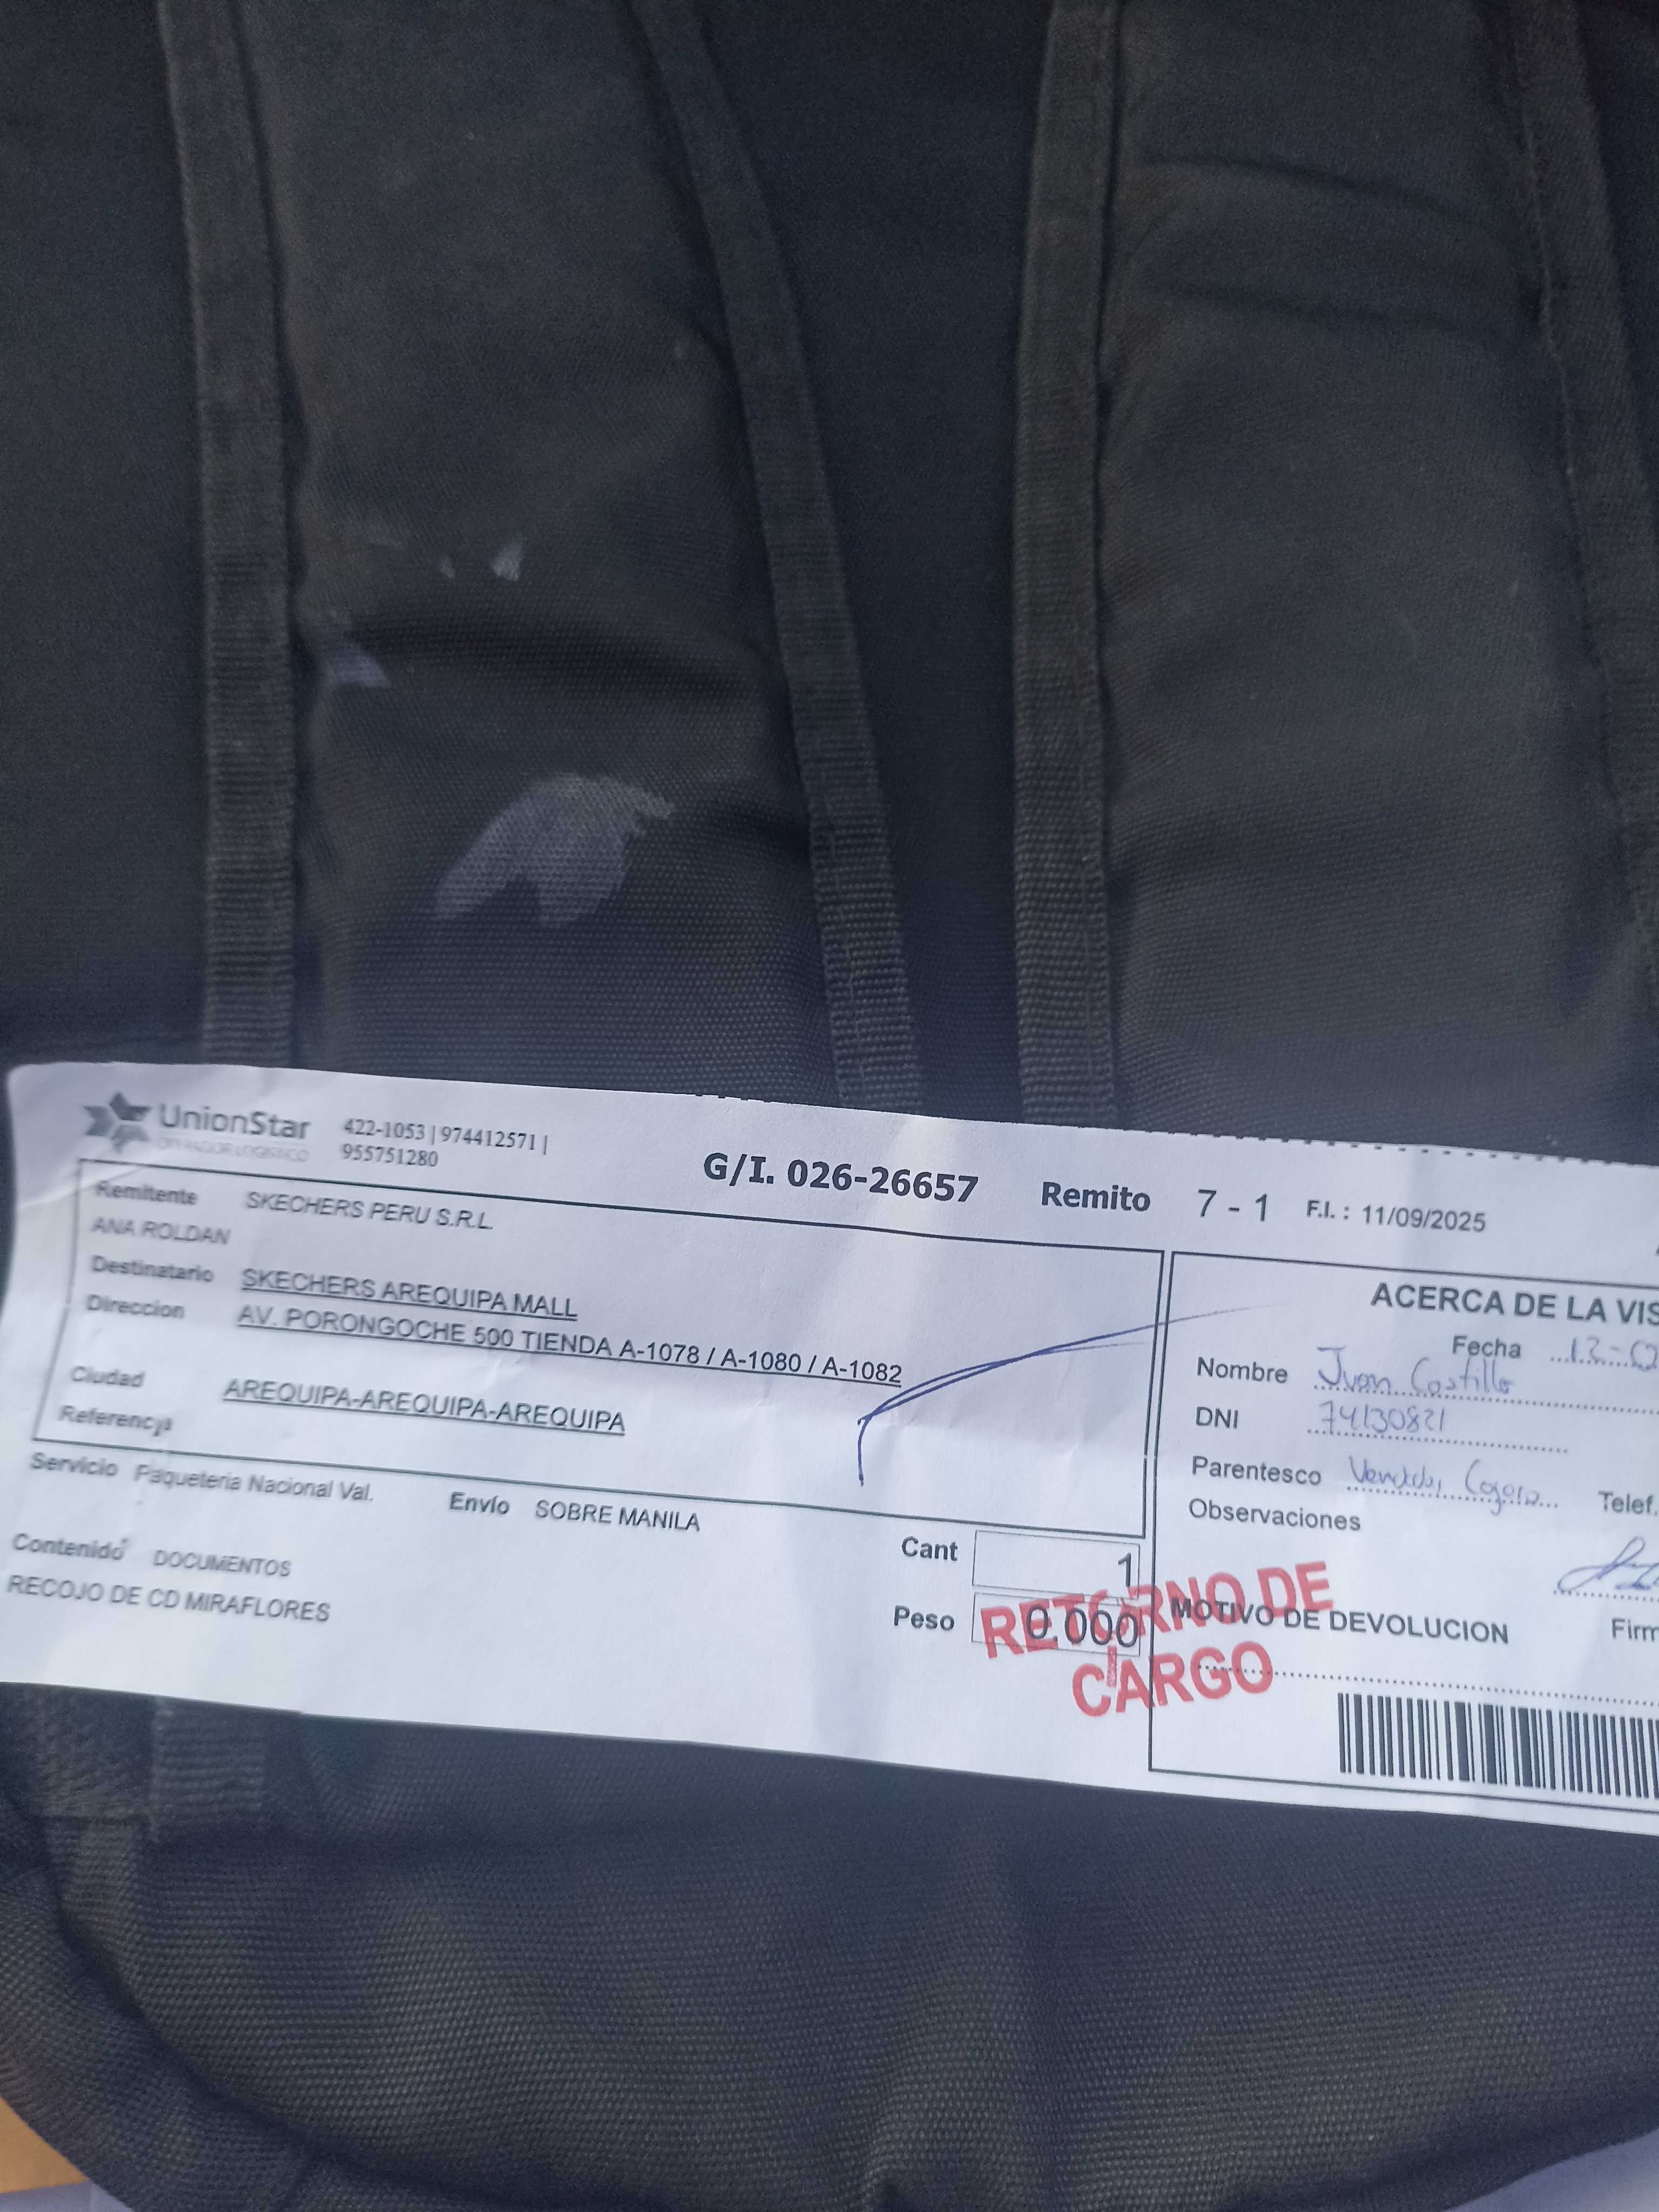 UnionStar
OPERADOR LOGISTICO
422-1053 | 974412571 |
955751280
G/I. 026-26657 Remito 7 - 1 F.I. : 11/09/2025
Remitente SKECHERS PERU S.R.L.
ANA ROLDAN
Destinatario SKECHERS AREQUIPA MALL
Direccion AV. PORONGOCHE 500 TIENDA A-1078 / A-1080 / A-1082
Ciudad AREQUIPA-AREQUIPA-AREQUIPA
Referencia
Servicio Paqueteria Nacional Val. Envío SOBRE MANILA
Cant 1
Contenido DOCUMENTOS
Peso 0.000
RECOJO DE CD MIRAFLORES
RETORNO DE
CARGO
ACERCA DE LA VIS
Fecha 12-0
Nombre Juan Castillo
DNI 74130821
Parentesco Telef.
Observaciones
MOTIVO DE DEVOLUCION Firm